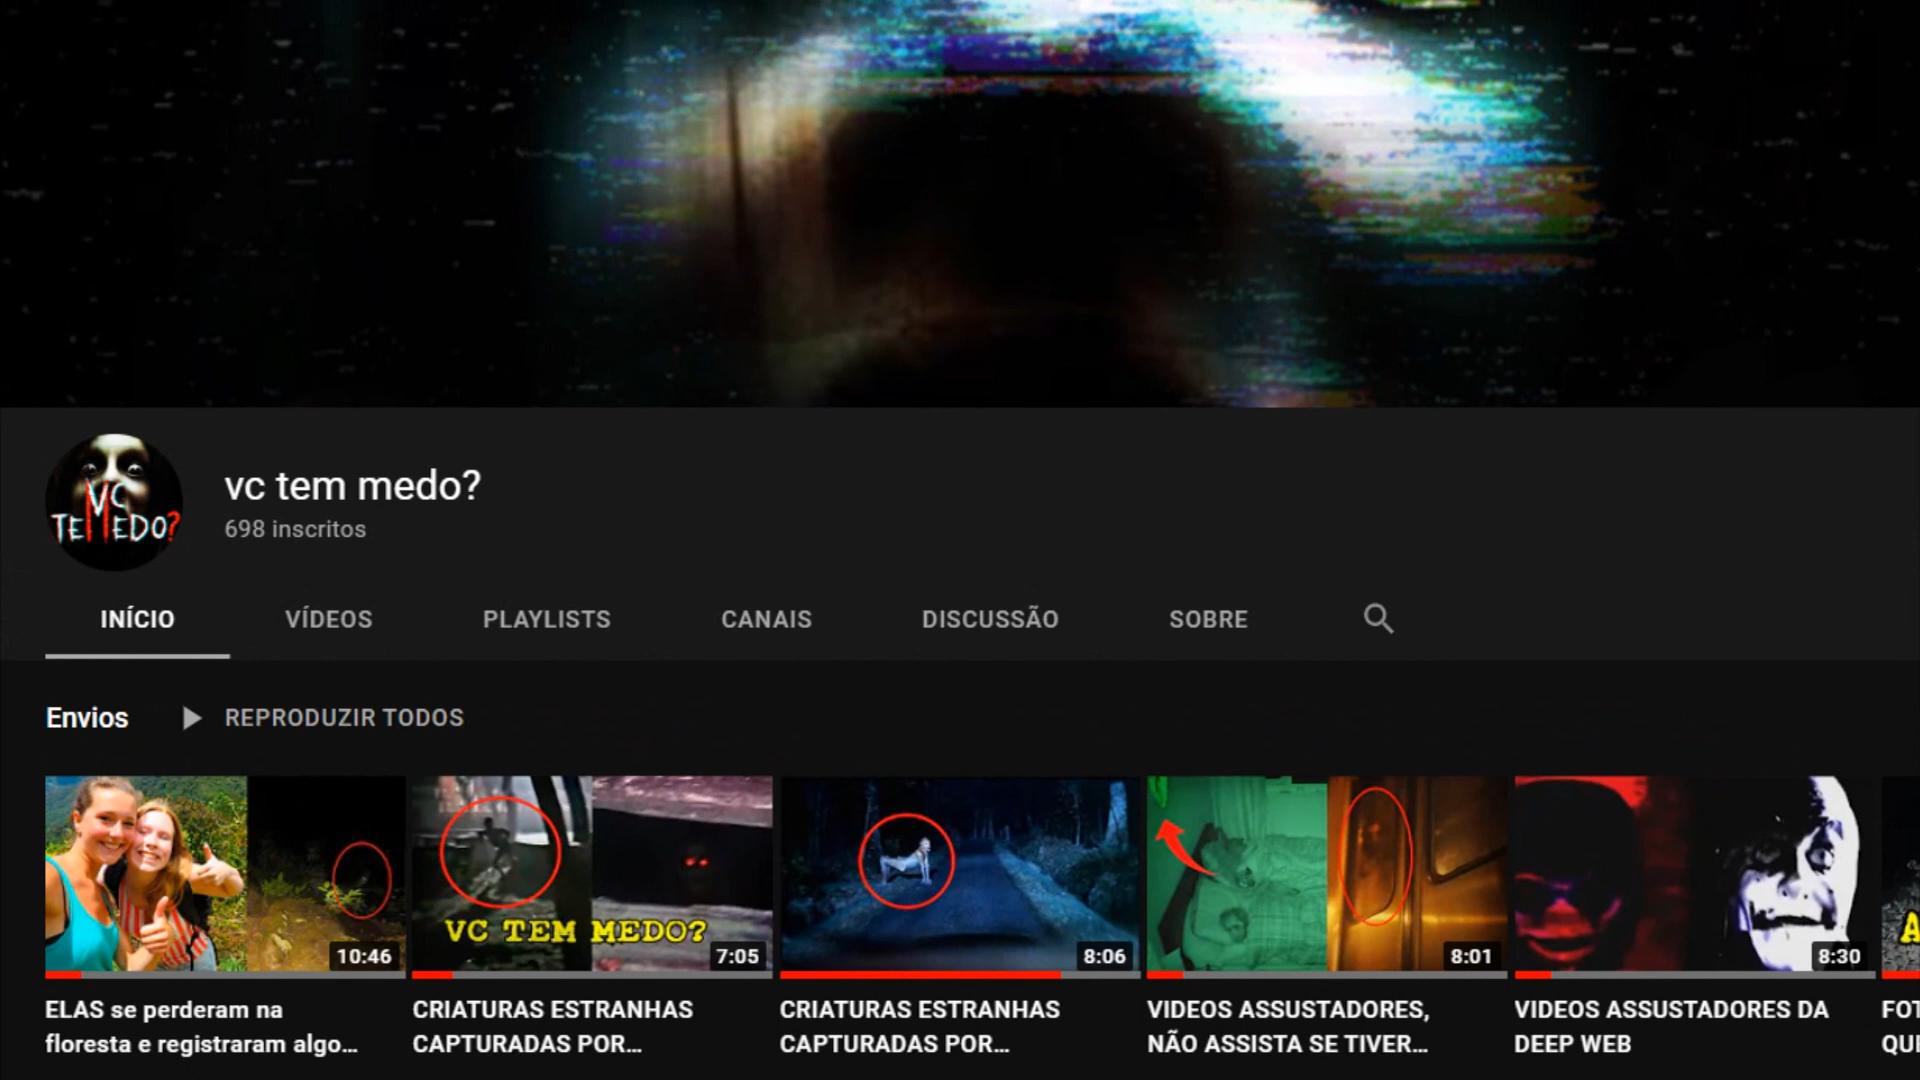 VC
TEMEDO?
vc tem medo?
698 inscritos
INÍCIO VÍDEOS PLAYLISTS CANAIS DISCUSSÃO SOBRE
Envios REPRODUZIR TODOS
VC TEM MEDO?
10:46 7:05 8:06 8:01 8:30
ELAS se perderam na
floresta e registraram algo...
CRIATURAS ESTRANHAS
CAPTURADAS POR...
CRIATURAS ESTRANHAS
CAPTURADAS POR...
VIDEOS ASSUSTADORES,
NÃO ASSISTA SE TIVER...
VIDEOS ASSUSTADORES DA
DEEP WEB